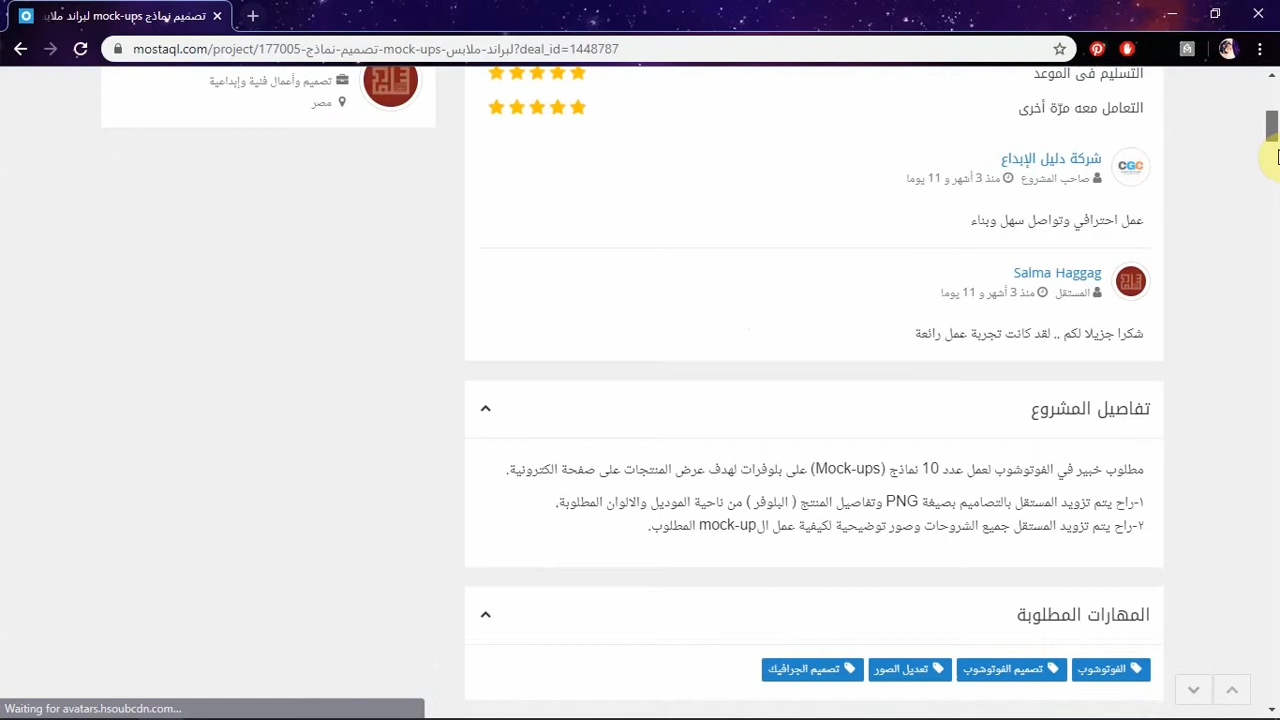 تصميم نماذج mock-ups لبراند ملابس
mostaql.com/project/177005-تصميم-نماذج-mock-ups-لبراند-ملابس?deal_id=1448787
تصميم وأعمال فنية وإبداعية
مصر
التسليم فى الموعد
التعامل معه مرّة أخرى
شركة دليل الإبداع
CGC
صاحب المشروع منذ 3 أشهر و 11 يوما
عمل احترافي وتواصل سهل وبناء
Salma Haggag
المستقل منذ 3 أشهر و 11 يوما
شكرا جزيلا لكم .. لقد كانت تجربة عمل رائعة
تفاصيل المشروع
مطلوب خبير في الفوتوشوب لعمل عدد 10 نماذج (Mock-ups) على بلوفرات لهدف عرض المنتجات على صفحة الكترونية.
١-راح يتم تزويد المستقل بالتصاميم بصيغة PNG وتفاصيل المنتج ( البلوفر ) من ناحية الموديل والالوان المطلوبة.
٢-راح يتم تزويد المستقل جميع الشروحات وصور توضيحية لكيفية عمل الmock-up المطلوب.
المهارات المطلوبة
الفوتوشوب تصميم الفوتوشوب تعديل الصور تصميم الجرافيك
Waiting for avatars.hsoubcdn.com...